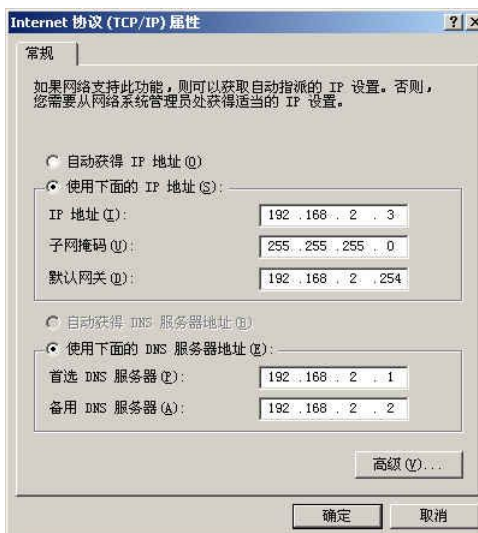 Internet 协议 (TCP/IP) 属性
常规
如果网络支持此功能，则可以获取自动指派的 IP 设置。否则，
您需要从网络系统管理员处获得适当的 IP 设置。
自动获得 IP 地址(O)
使用下面的 IP 地址(S):
IP 地址(I): 192 .168 . 2 . 3
子网掩码(U): 255 .255 .255 . 0
默认网关(D): 192 .168 . 2 .254
自动获得 DNS 服务器地址(B)
使用下面的 DNS 服务器地址(E):
首选 DNS 服务器(P): 192 .168 . 2 . 1
备用 DNS 服务器(A): 192 .168 . 2 . 2
高级(V)...
确定 取消